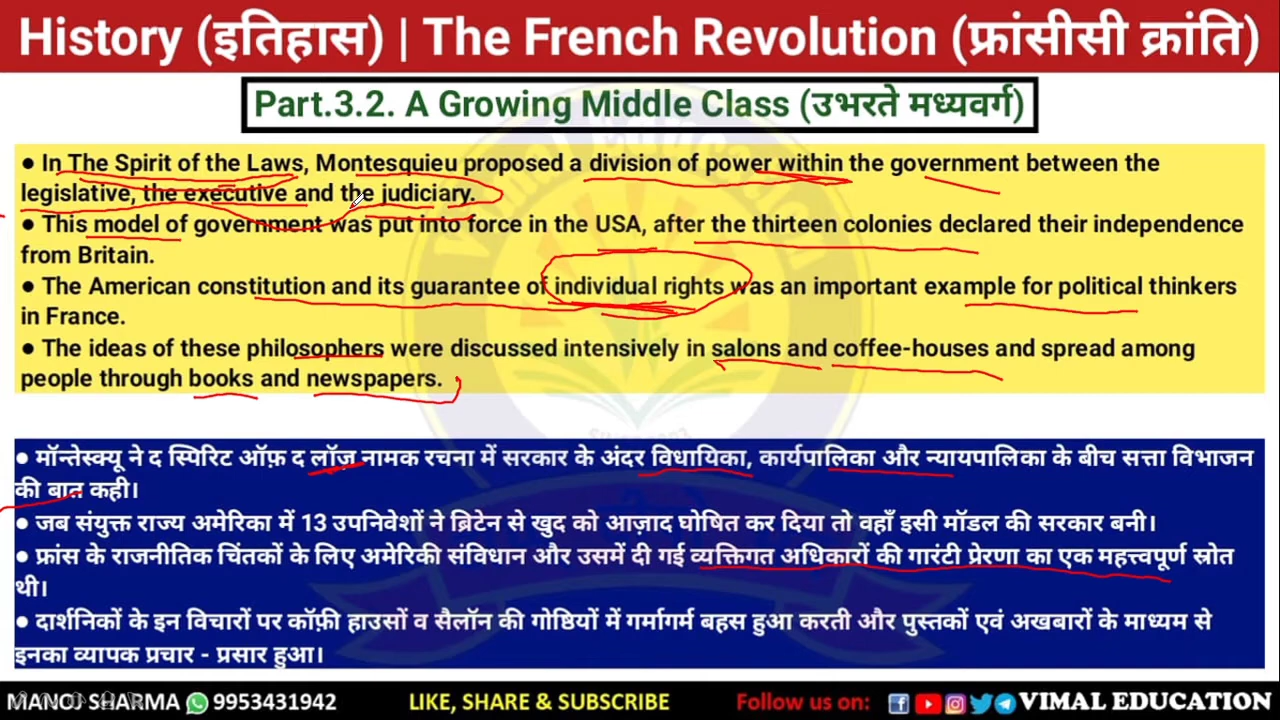 History (इतिहास) | The French Revolution (फ्रांसीसी क्रांति)
Part.3.2. A Growing Middle Class (उभरते मध्यवर्ग)
● In The Spirit of the Laws, Montesquieu proposed a division of power within the government between the
legislative, the executive and the judiciary.
● This model of government was put into force in the USA, after the thirteen colonies declared their independence
from Britain.
● The American constitution and its guarantee of individual rights was an important example for political thinkers
in France.
● The ideas of these philosophers were discussed intensively in salons and coffee-houses and spread among
people through books and newspapers.
● मॉन्तेस्क्यू ने द स्पिरिट ऑफ़ द लॉज़ नामक रचना में सरकार के अंदर विधायिका, कार्यपालिका और न्यायपालिका के बीच सत्ता विभाजन
की बात कही।
● जब संयुक्त राज्य अमेरिका में 13 उपनिवेशों ने ब्रिटेन से खुद को आज़ाद घोषित कर दिया तो वहाँ इसी मॉडल की सरकार बनी।
● फ्रांस के राजनीतिक चिंतकों के लिए अमेरिकी संविधान और उसमें दी गई व्यक्तिगत अधिकारों की गारंटी प्रेरणा का एक महत्त्वपूर्ण स्रोत
थी।
● दार्शनिकों के इन विचारों पर कॉफ़ी हाउसों व सैलॉन की गोष्ठियों में गर्मागर्म बहस हुआ करती और पुस्तकों एवं अखबारों के माध्यम से
इनका व्यापक प्रचार - प्रसार हुआ।
MANOJ SHARMA 9953431942 LIKE, SHARE & SUBSCRIBE Follow us on: VIMAL EDUCATION